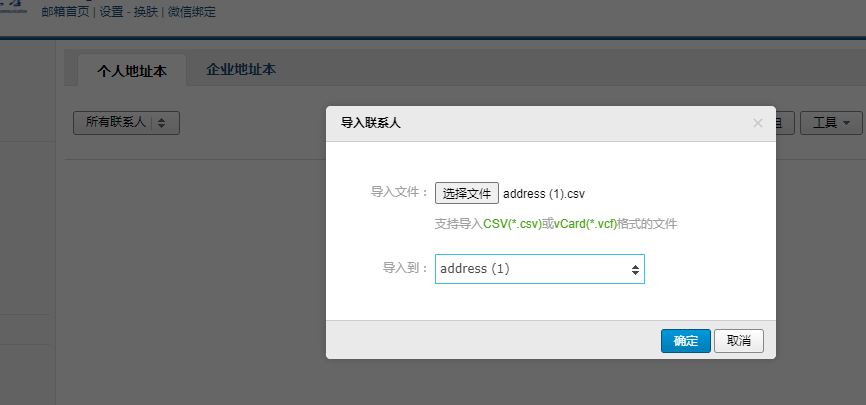 邮箱首页 | 设置 - 换肤 | 微信绑定
个人地址本 企业地址本
所有联系人
组 工具
导入联系人 ×
导入文件： 选择文件 address (1).csv
支持导入CSV(*.csv)或vCard(*.vcf)格式的文件
导入到： address (1)
确定 取消